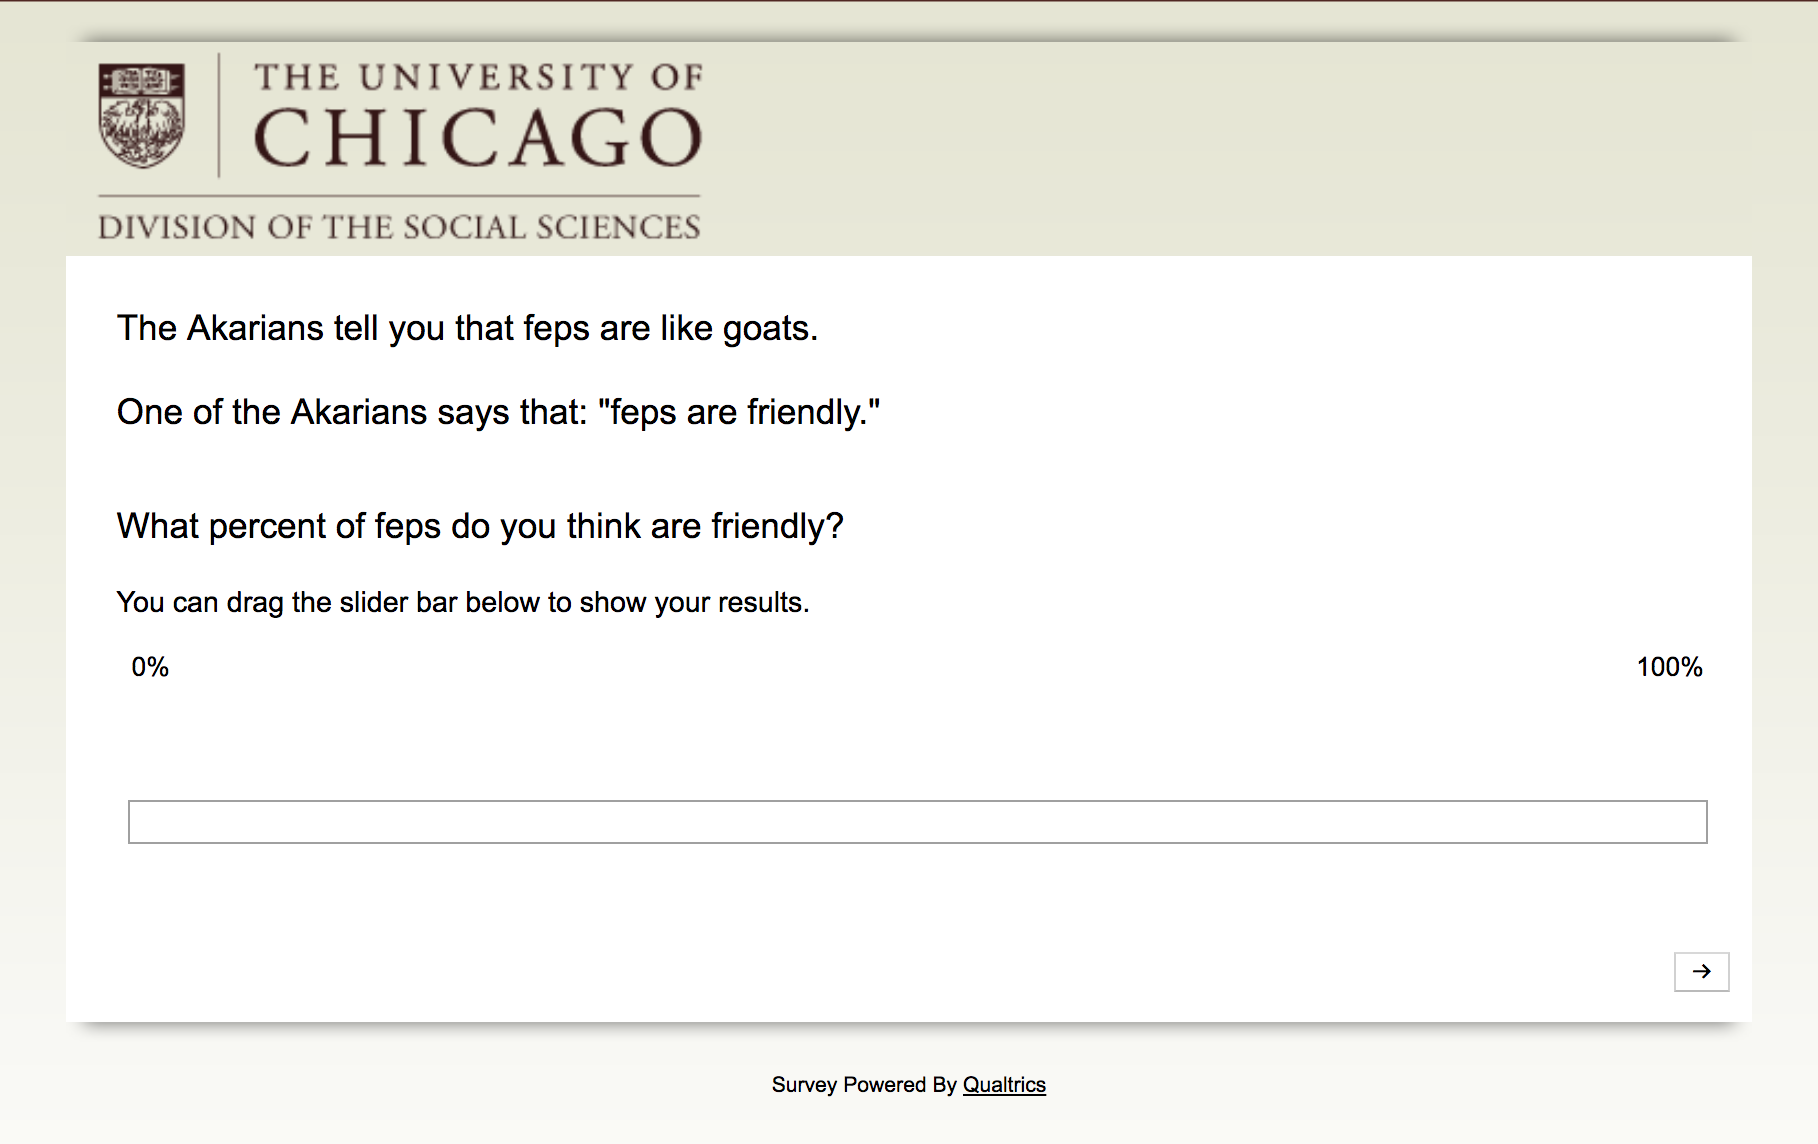 THE UNIVERSITY OF
CHICAGO
DIVISION OF THE SOCIAL SCIENCES
The Akarians tell you that feps are like goats.
One of the Akarians says that: "feps are friendly."
What percent of feps do you think are friendly?
You can drag the slider bar below to show your results.
0% 100%
→
Survey Powered By Qualtrics